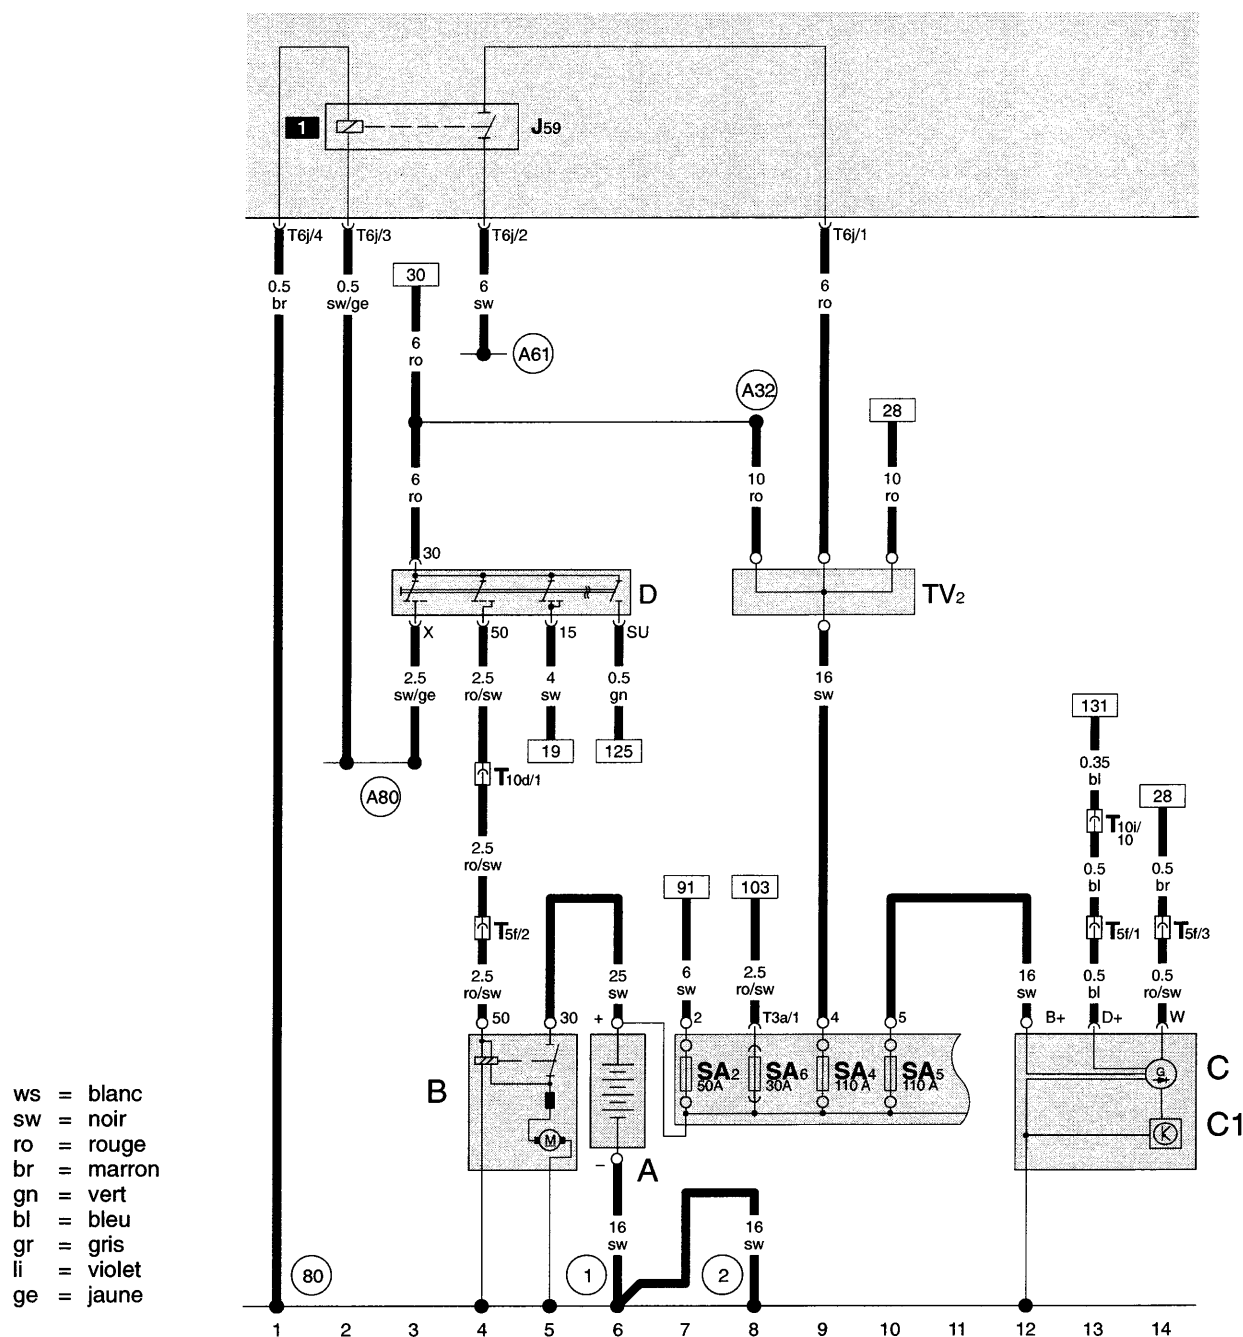 1
J59
T6j/4
T6j/3
T6j/2
T6j/1
0.5
br
0.5
sw/ge
30
6
sw
6
ro
6
ro
A61
A32
28
6
ro
10
ro
10
ro
30
D
TV2
X
50
15
SU
2.5
sw/ge
2.5
ro/sw
4
sw
0.5
gn
16
sw
131
19
125
0.35
bl
T10d/1
A80
28
T10i/
10
2.5
ro/sw
0.5
bl
0.5
br
91
103
T5f/2
T5f/1
T5f/3
2.5
ro/sw
25
sw
6
sw
2.5
ro/sw
16
sw
0.5
bl
0.5
ro/sw
50
30
+
2
T3a/1
4
5
B+
D+
W
SA2
50A
SA6
30A
SA4
110 A
SA5
110 A
G
C
B
M
K
C1
–
A
ws = blanc
sw = noir
ro = rouge
br = marron
gn = vert
bl = bleu
gr = gris
li = violet
ge = jaune
16
sw
16
sw
80
1
2
1 2 3 4 5 6 7 8 9 10 11 12 13 14